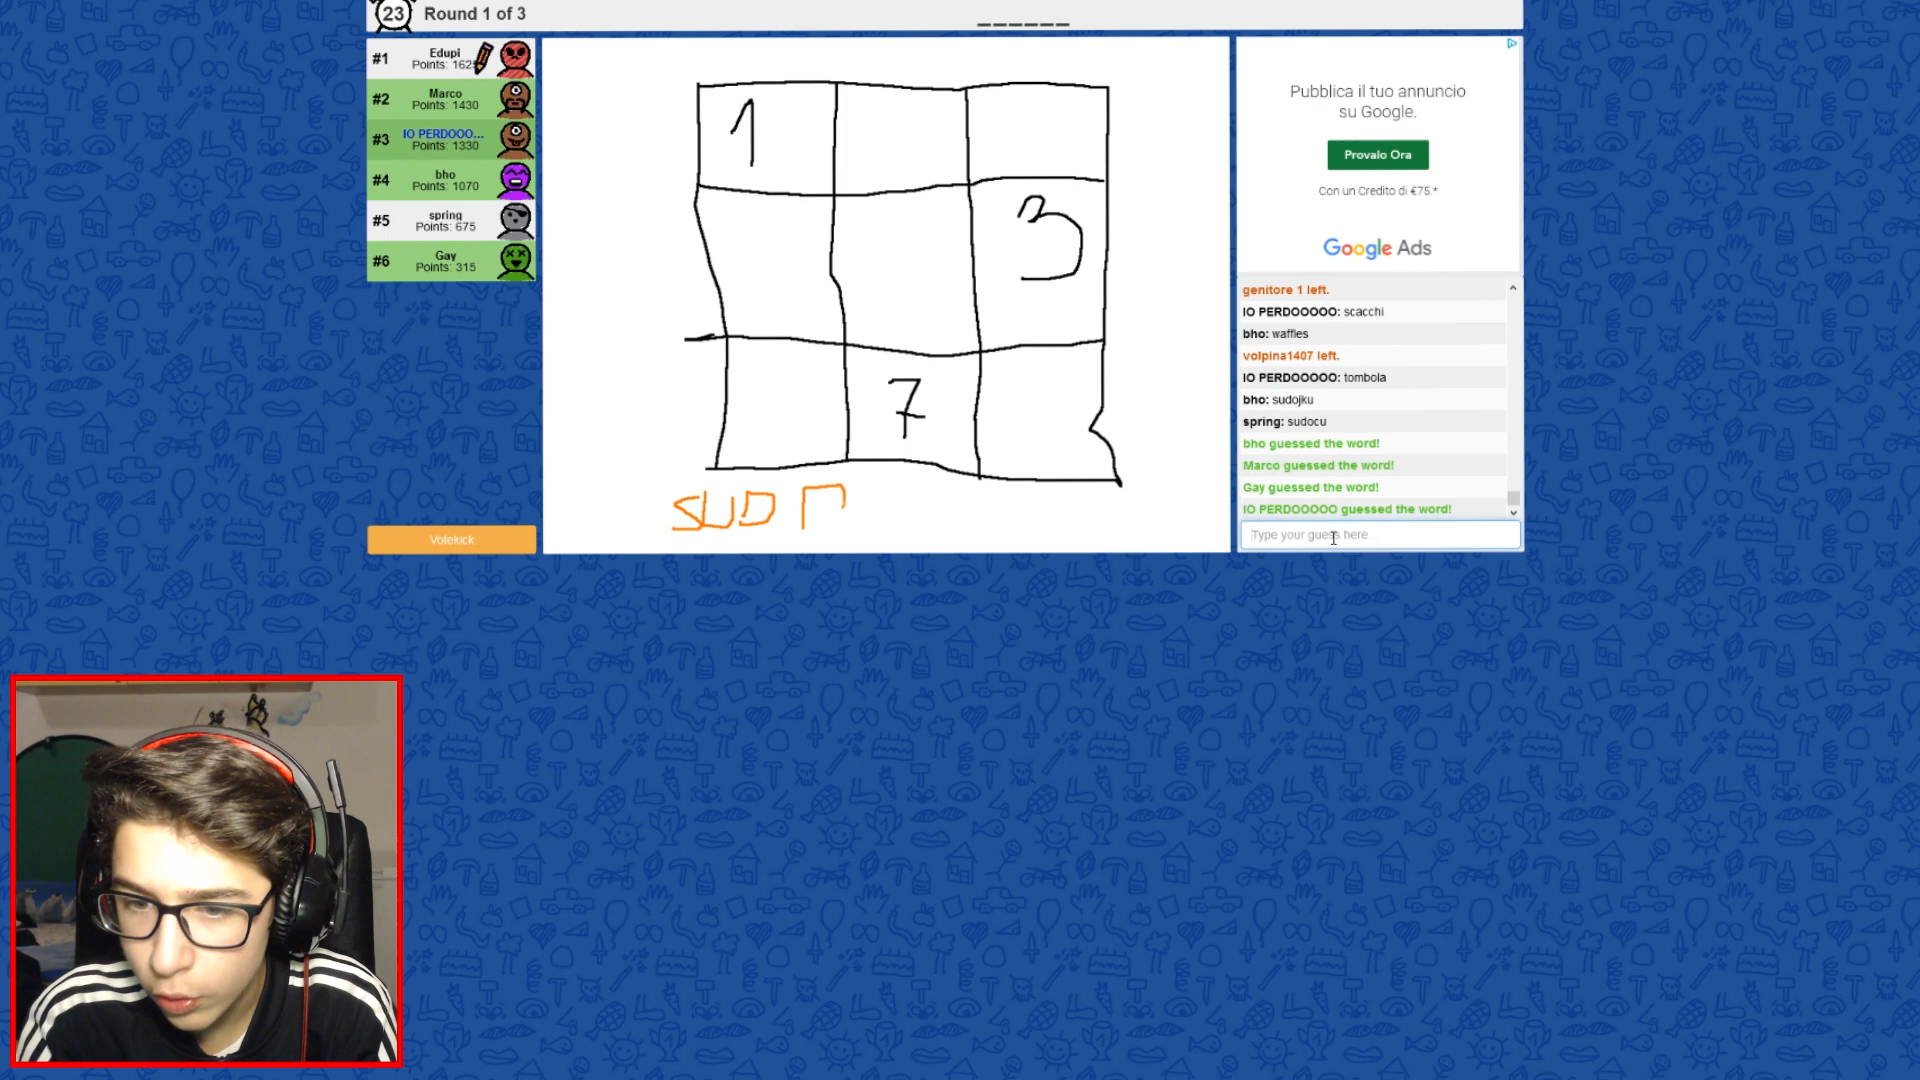 23 Round 1 of 3 ______
#1 Edupi
Points: 162
#2 Marco
Points: 1430
#3 IO PERDOOO...
Points: 1330
#4 bho
Points: 1070
#5 spring
Points: 675
#6 Gay
Points: 315
Votekick
1
3
7
SUD
Pubblica il tuo annuncio
su Google.
Provalo Ora
Con un Credito di €75.*
Google Ads
genitore 1 left.
IO PERDOOOOO: scacchi
bho: waffles
volpina1407 left.
IO PERDOOOOO: tombola
bho: sudojku
spring: sudocu
bho guessed the word!
Marco guessed the word!
Gay guessed the word!
IO PERDOOOOO guessed the word!
Type your guess here...